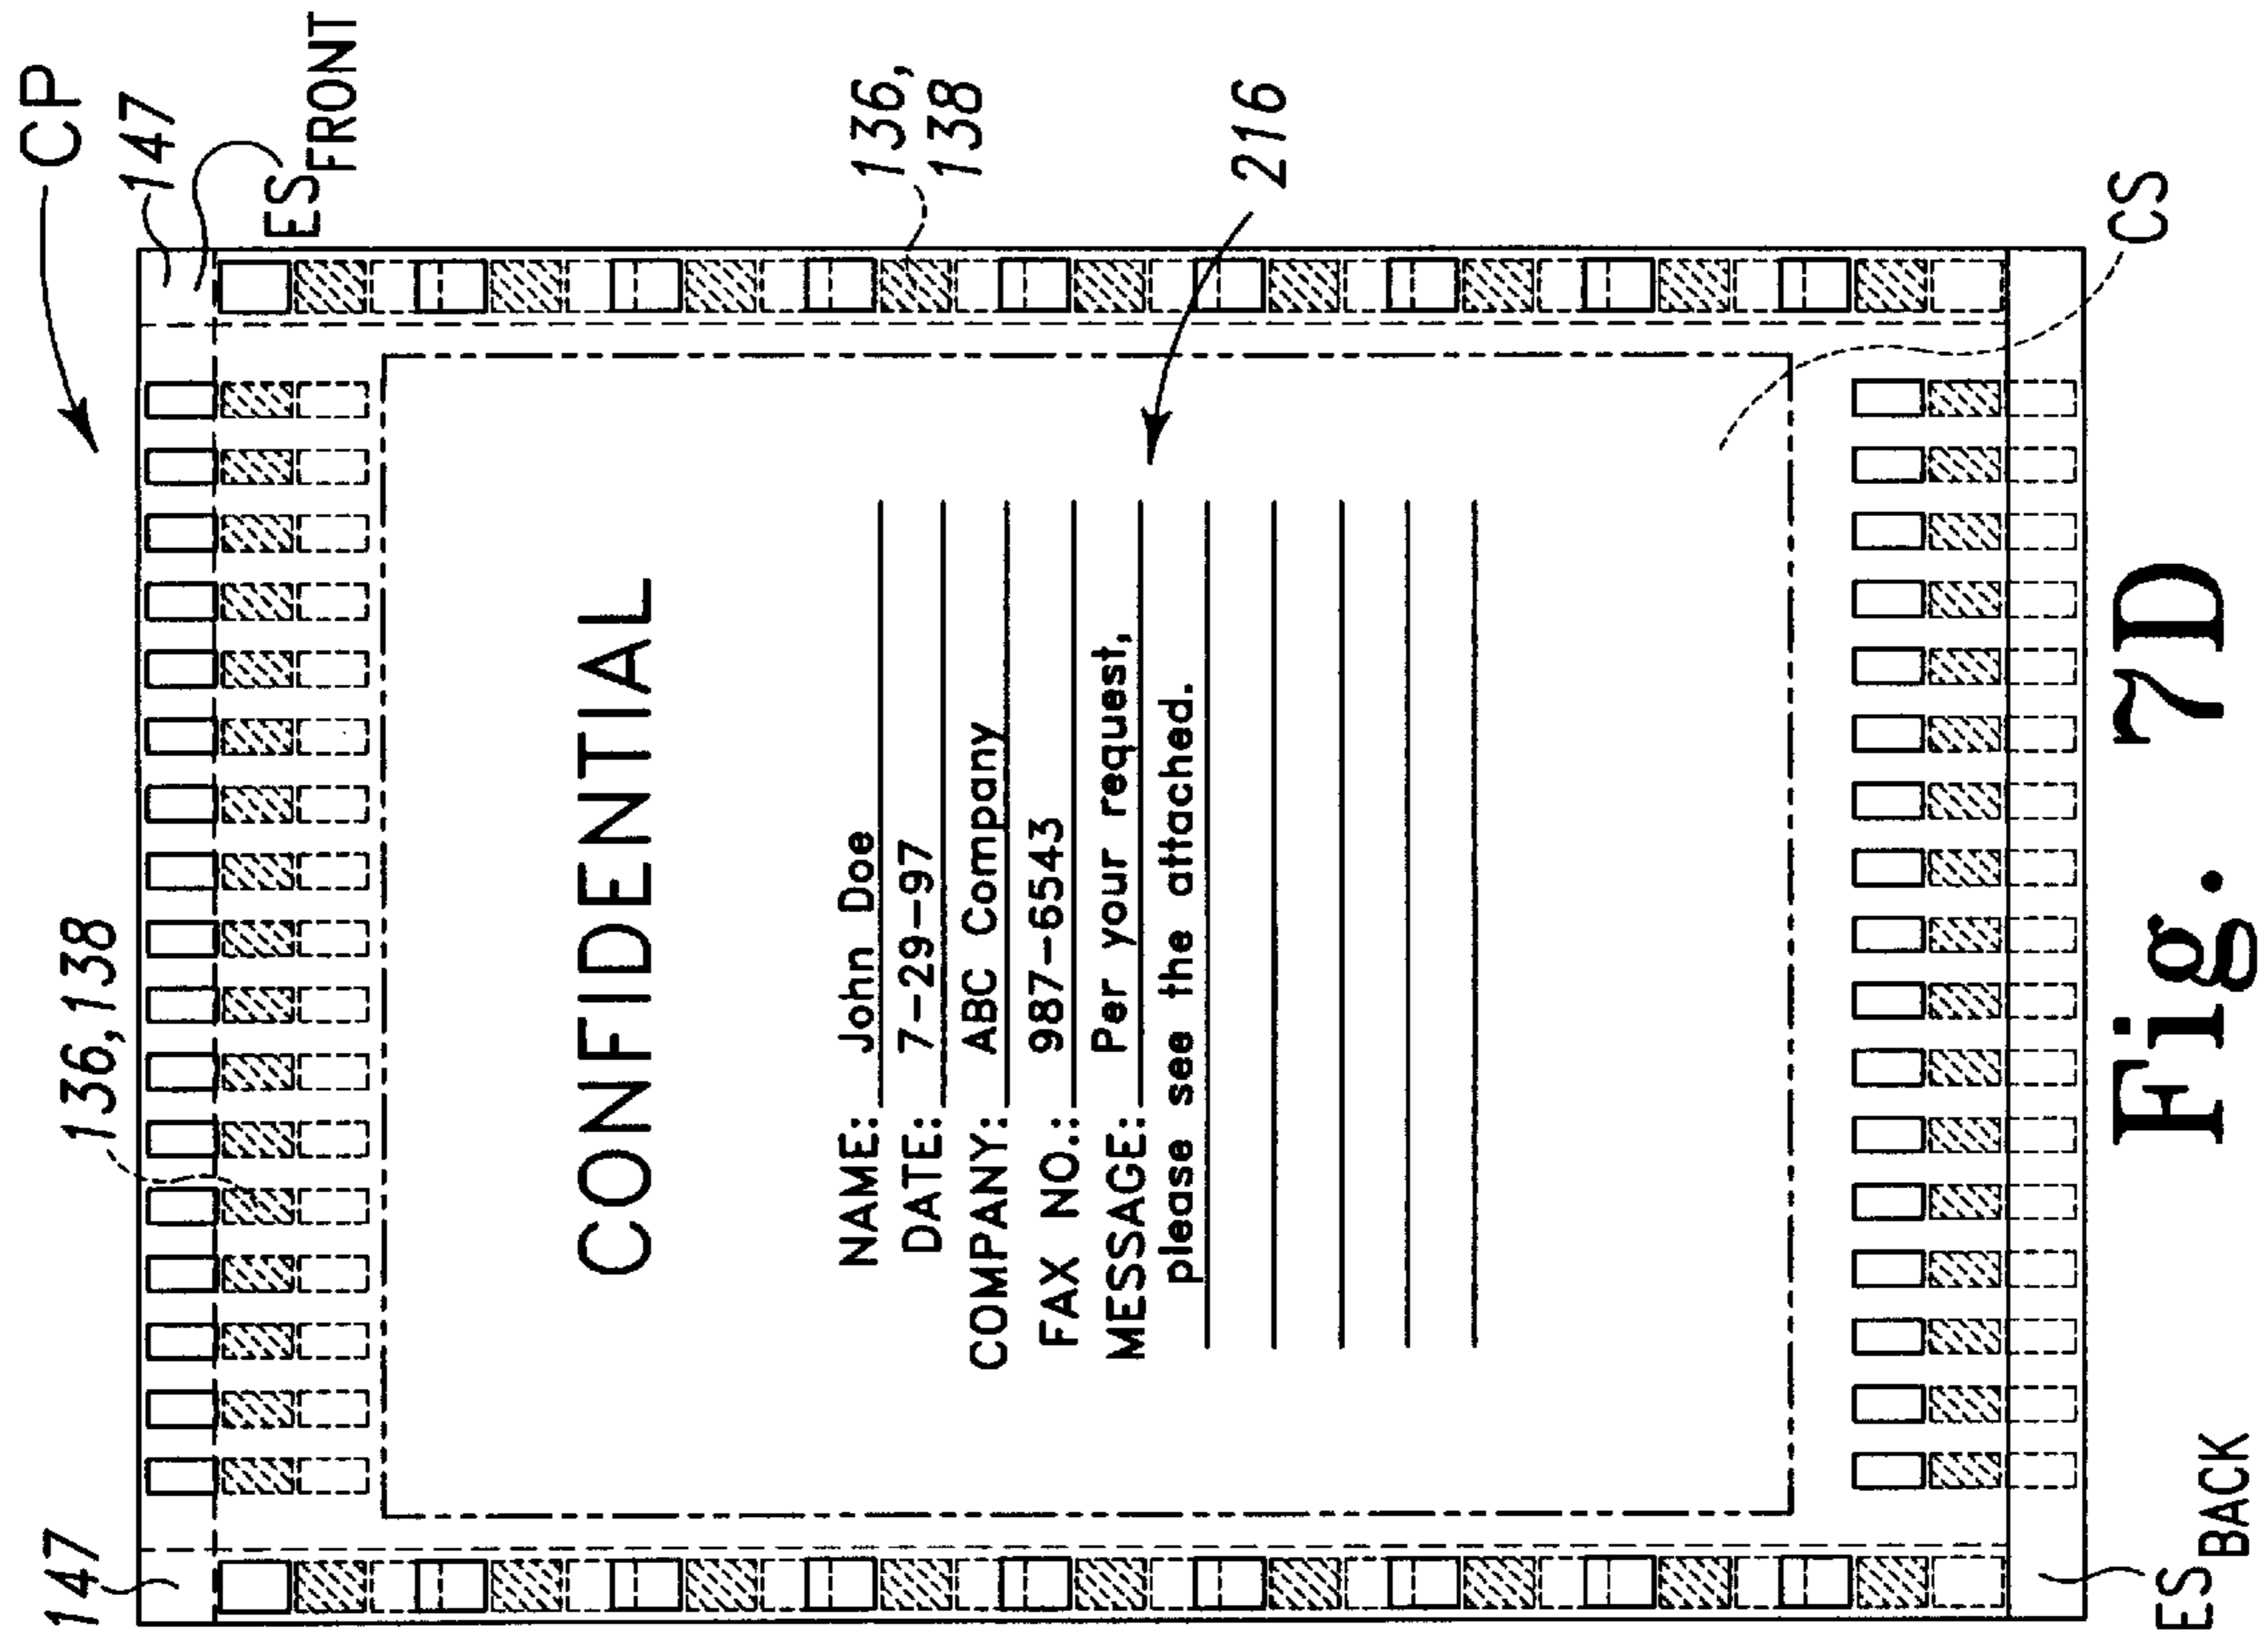 CP
147
ES FRONT
136,138
147
136,
138
216
CONFIDENTIAL
NAME: John Doe
DATE: 7-29-97
COMPANY: ABC Company
FAX NO.: 987-6543
MESSAGE: Per your request,
please see the attached.
CS
ES BACK
Fig. 7D